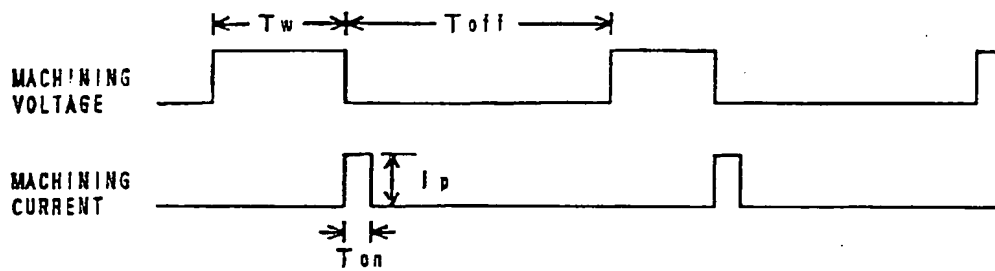 Tw
Toff
MACHINING
VOLTAGE
MACHINING
CURRENT
Ip
Ton